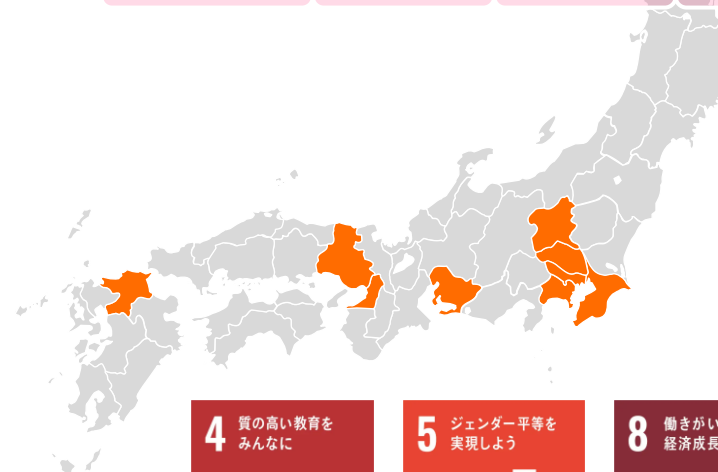 4 質の高い教育を
みんなに
5 ジェンダー平等を
実現しよう
8 働きがい
経済成長